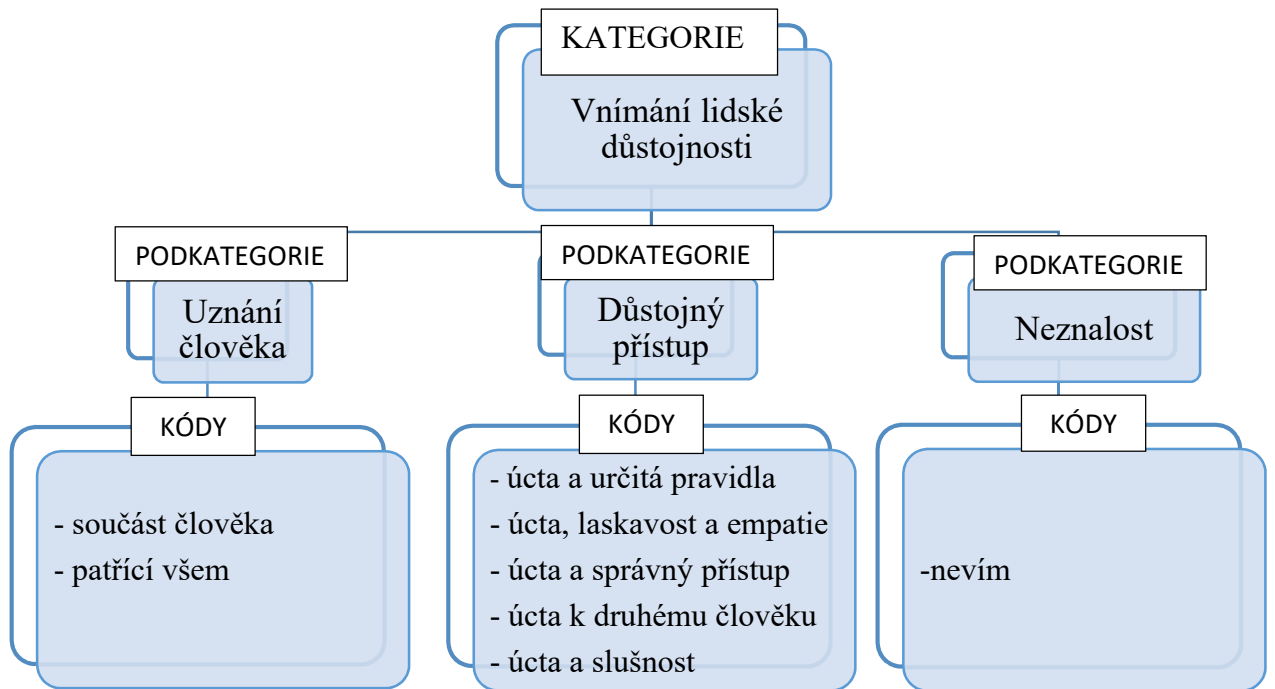 KATEGORIE
Vnímání lidské
důstojnosti
PODKATEGORIE
Uznání
člověka
KÓDY
- součást člověka
- patřící všem
PODKATEGORIE
Důstojný
přístup
KÓDY
- úcta a určitá pravidla
- úcta, laskavost a empatie
- úcta a správný přístup
- úcta k druhému člověku
- úcta a slušnost
PODKATEGORIE
Neznalost
KÓDY
-nevím